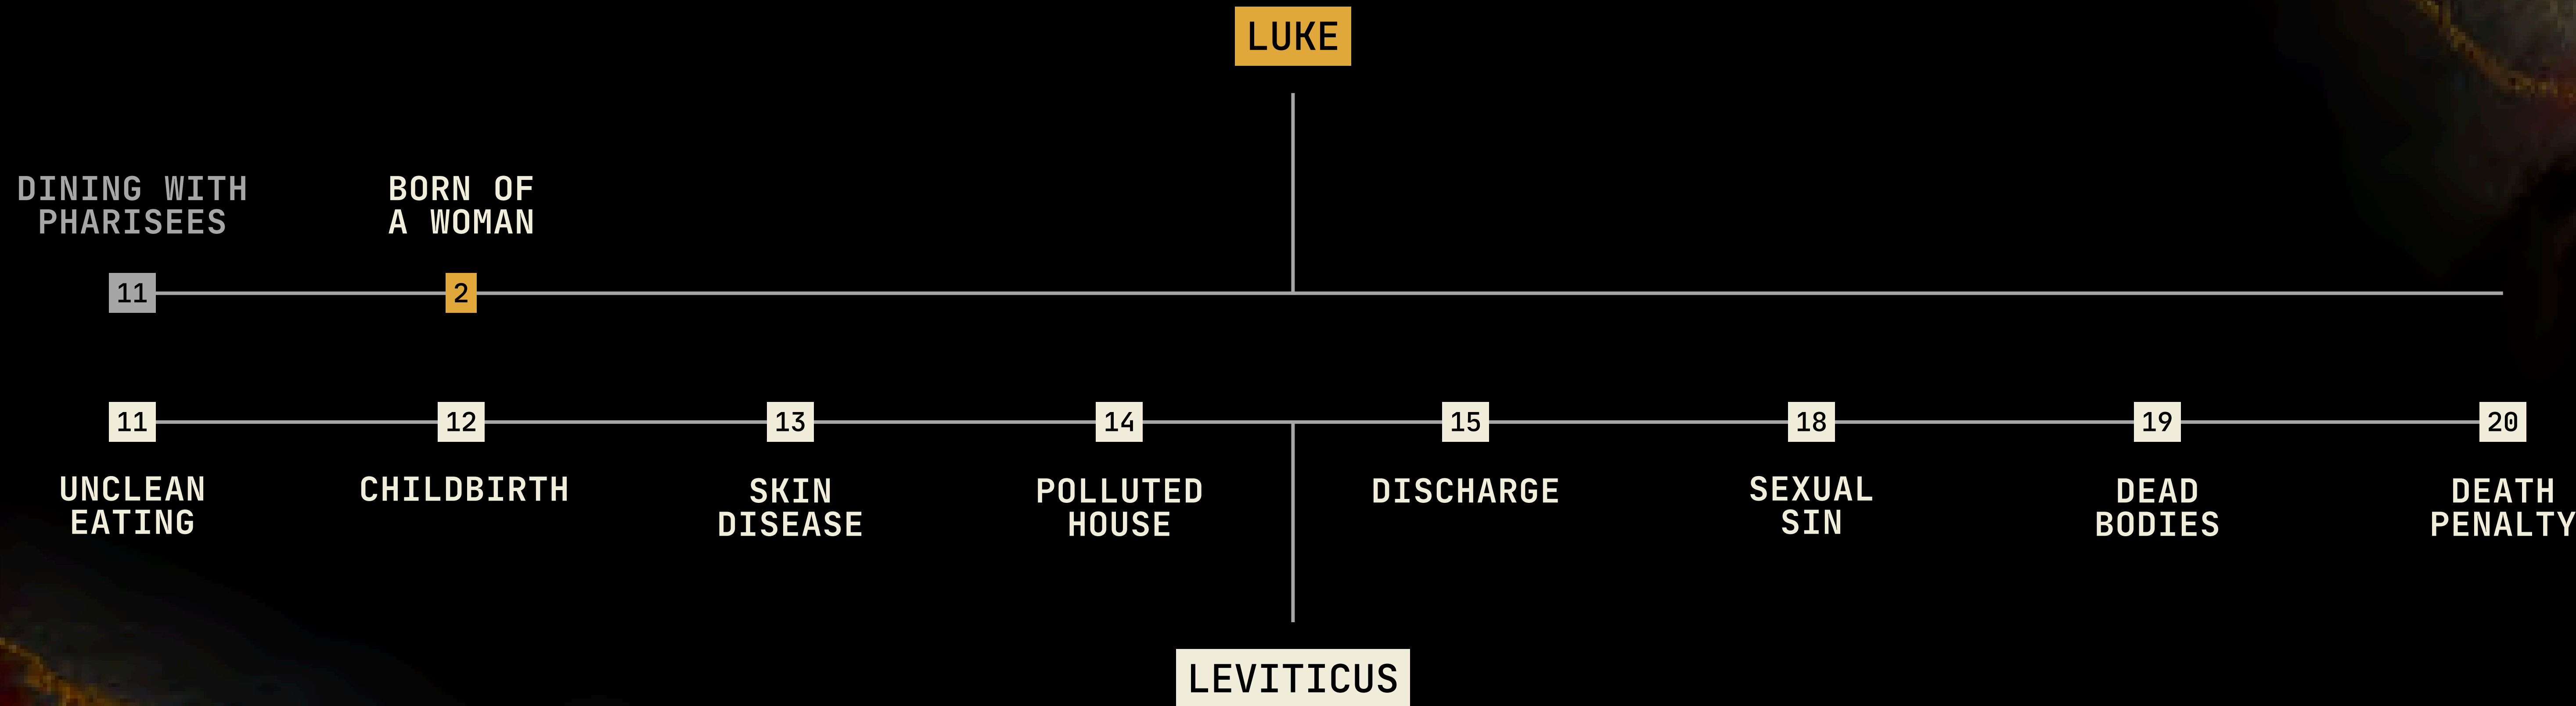 LUKE
DINING WITH
PHARISEES
BORN OF
A WOMAN
11
2
11
12
13
14
15
18
19
20
UNCLEAN
EATING
CHILDBIRTH
SKIN
DISEASE
POLLUTED
HOUSE
DISCHARGE
SEXUAL
SIN
DEAD
BODIES
DEATH
PENALTY
LEVITICUS